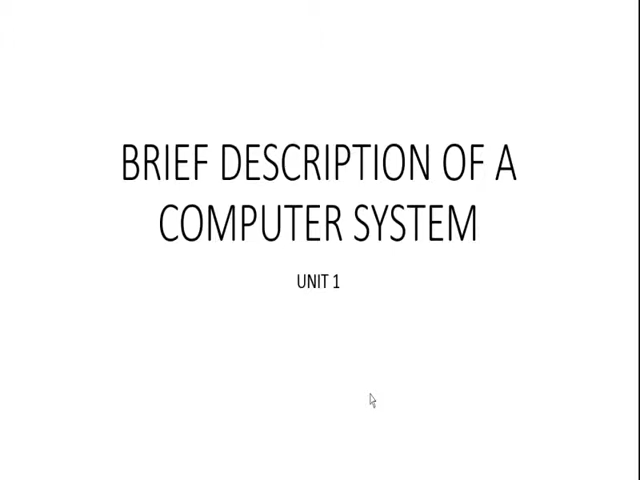 BRIEF DESCRIPTION OF A
COMPUTER SYSTEM
UNIT 1